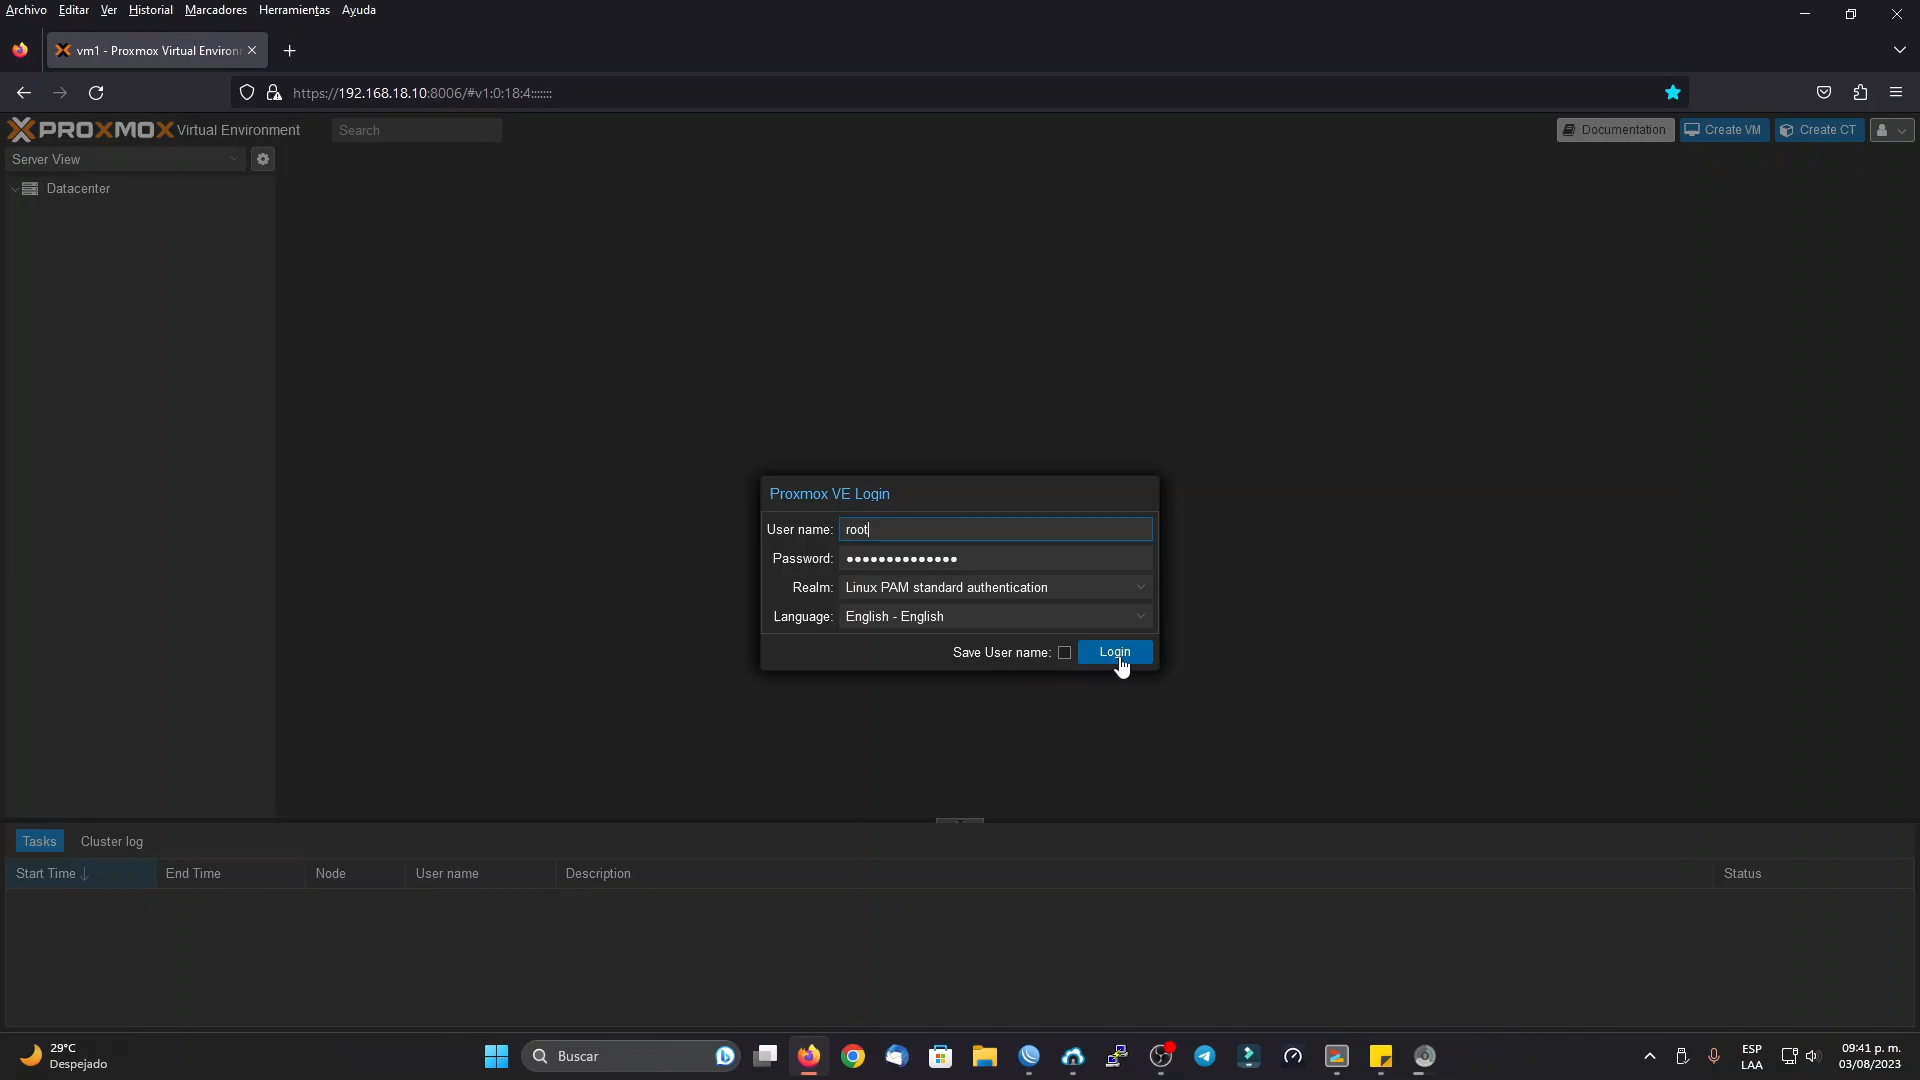 Archivo Editar Ver Historial Marcadores Herramientas Ayuda
vm1 - Proxmox Virtual Environ
https://192.168.18.10:8006/#v1:0:18:4:::::::
PROXMOX Virtual Environment Search Documentation Create VM Create CT
Server View
Datacenter
Proxmox VE Login
User name: root
Password: ●●●●●●●●●●●●●●
Realm: Linux PAM standard authentication
Language: English - English
Save User name: Login
Tasks Cluster log
Start Time End Time Node User name Description Status
29°C
Despejado
Buscar
ESP
LAA
09:41 p. m.
03/08/2023